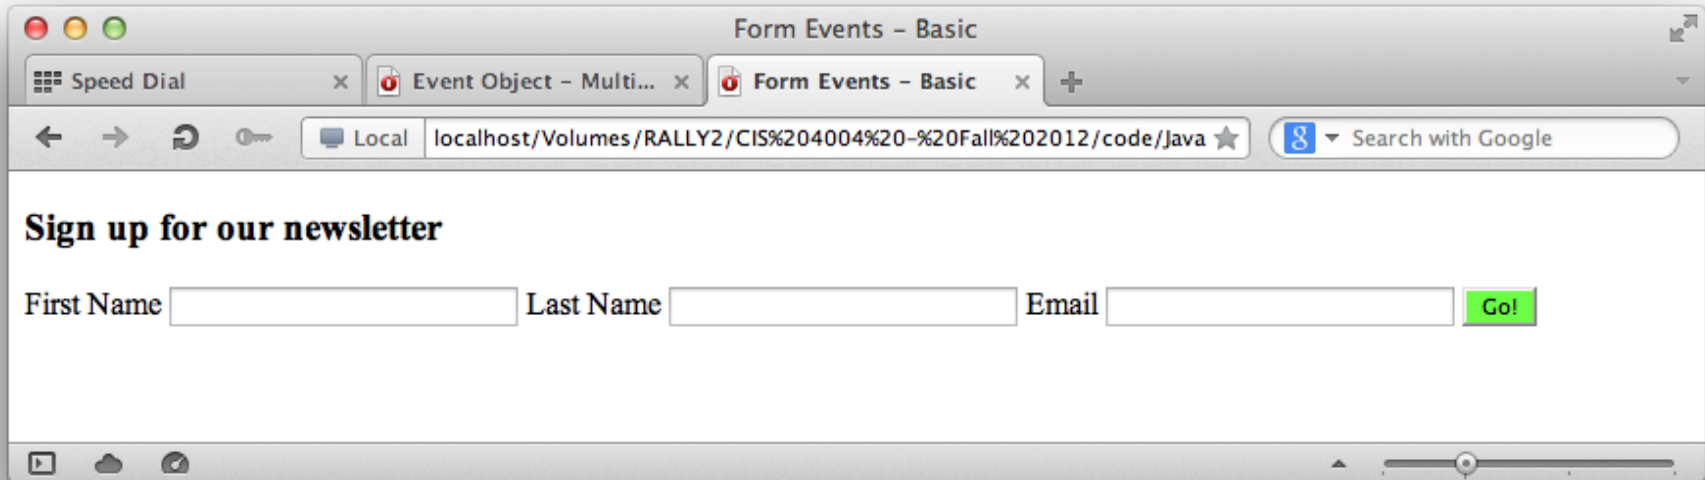 Form Events – Basic
Speed Dial Event Object – Multi... Form Events – Basic
Local localhost/Volumes/RALLY2/CIS%204004%20-%20Fall%202012/code/Java Search with Google
Sign up for our newsletter
First Name Last Name Email Go!